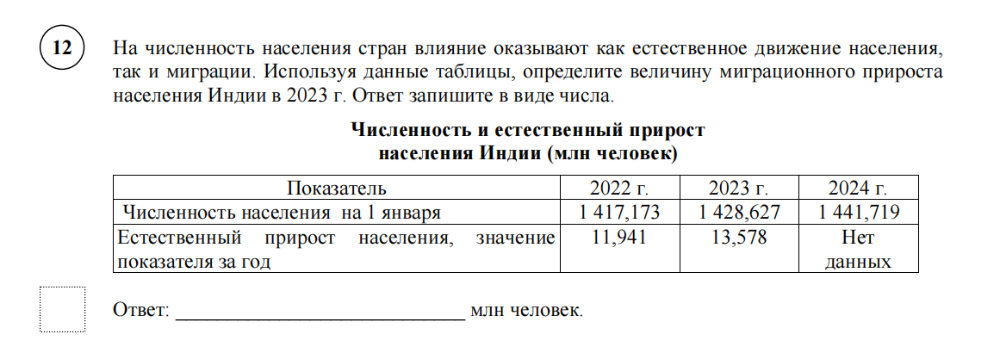 12
На численность населения стран влияние оказывают как естественное движение населения,
так и миграции. Используя данные таблицы, определите величину миграционного прироста
населения Индии в 2023 г. Ответ запишите в виде числа.
Численность и естественный прирост
населения Индии (млн человек)
Показатель 2022 г. 2023 г. 2024 г.
Численность населения на 1 января 1 417,173 1 428,627 1 441,719
Естественный прирост населения, значение 11,941 13,578 Нет
показателя за год данных
Ответ: ____________________________ млн человек.